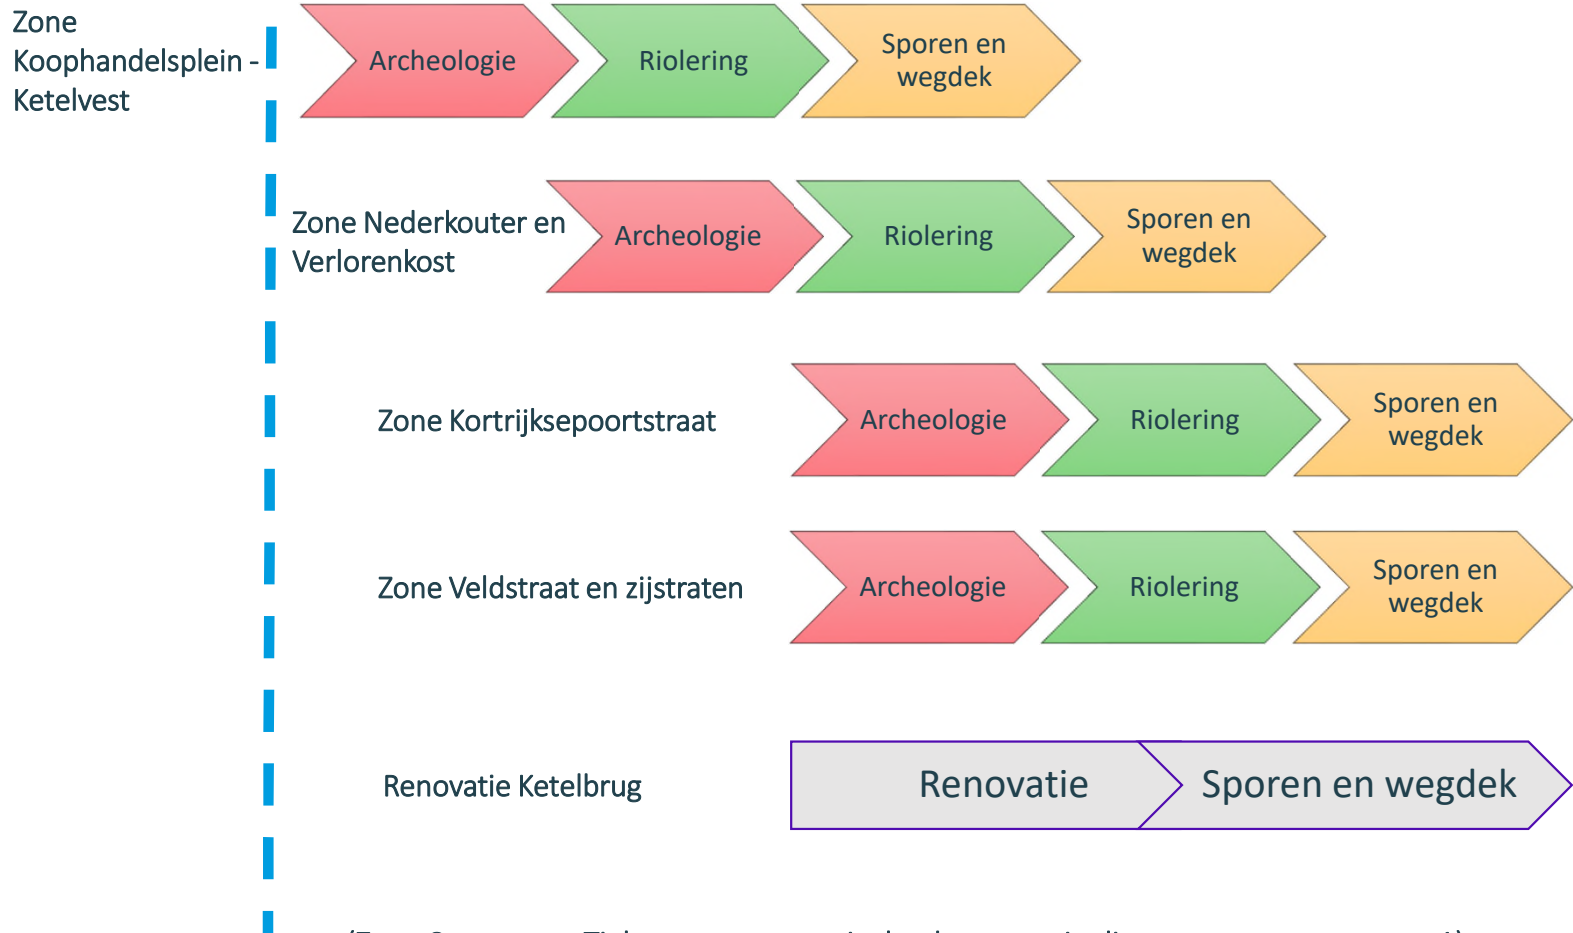 Zone
Koophandelsplein -
Ketelvest
Archeologie
Riolering
Sporen en
wegdek
Zone Nederkouter en
Verlorenkost
Archeologie
Riolering
Sporen en
wegdek
Zone Kortrijksepoortstraat
Archeologie
Riolering
Sporen en
wegdek
Zone Veldstraat en zijstraten
Archeologie
Riolering
Sporen en
wegdek
Renovatie Ketelbrug
Renovatie
Sporen en wegdek